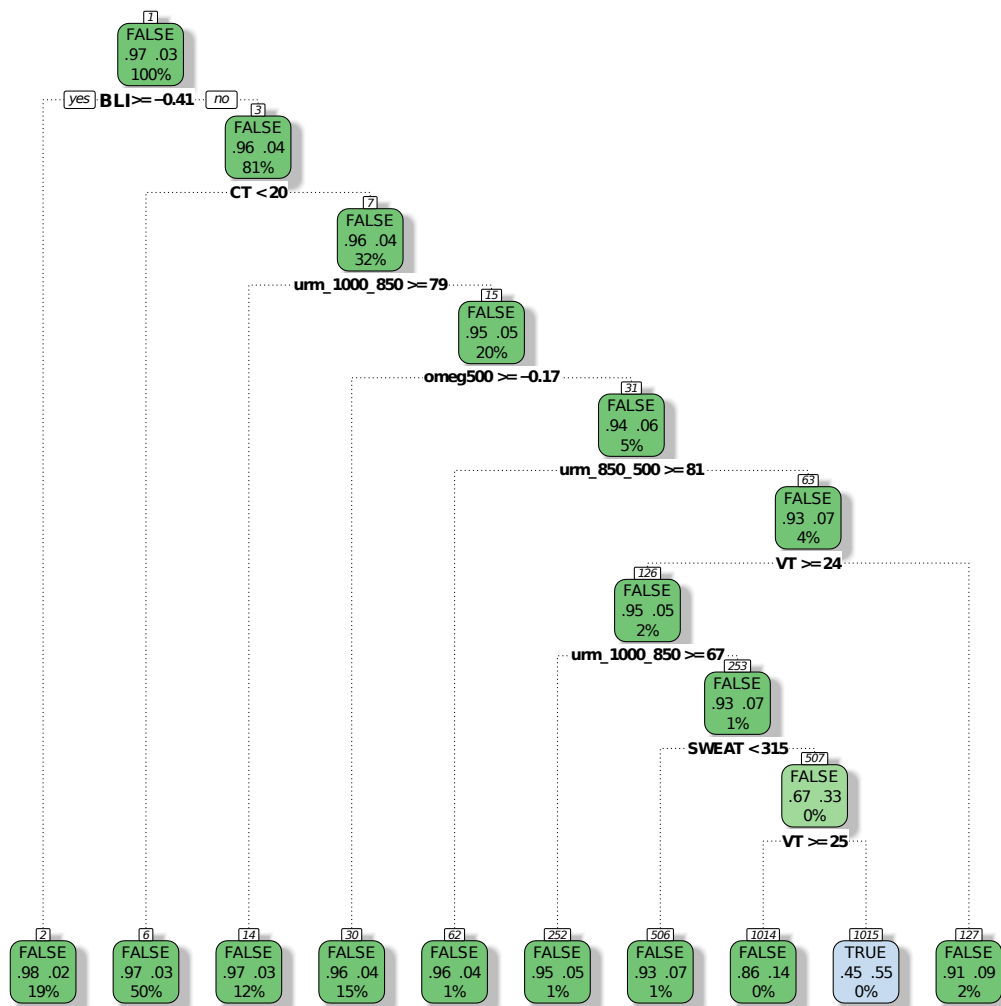 1
FALSE
.97 .03
100%
yes BLI >= −0.41 no
3
FALSE
.96 .04
81%
CT < 20
7
FALSE
.96 .04
32%
urm_1000_850 >= 79
15
FALSE
.95 .05
20%
omeg500 >= −0.17
31
FALSE
.94 .06
5%
urm_850_500 >= 81
63
FALSE
.93 .07
4%
VT >= 24
126
FALSE
.95 .05
2%
urm_1000_850 >= 67
253
FALSE
.93 .07
1%
SWEAT < 315
507
FALSE
.67 .33
0%
VT >= 25
2 6 14 30 62 252 506 1014 1015 127
FALSE FALSE FALSE FALSE FALSE FALSE FALSE FALSE TRUE FALSE
.98 .02 .97 .03 .97 .03 .96 .04 .96 .04 .95 .05 .93 .07 .86 .14 .45 .55 .91 .09
19% 50% 12% 15% 1% 1% 1% 0% 0% 2%